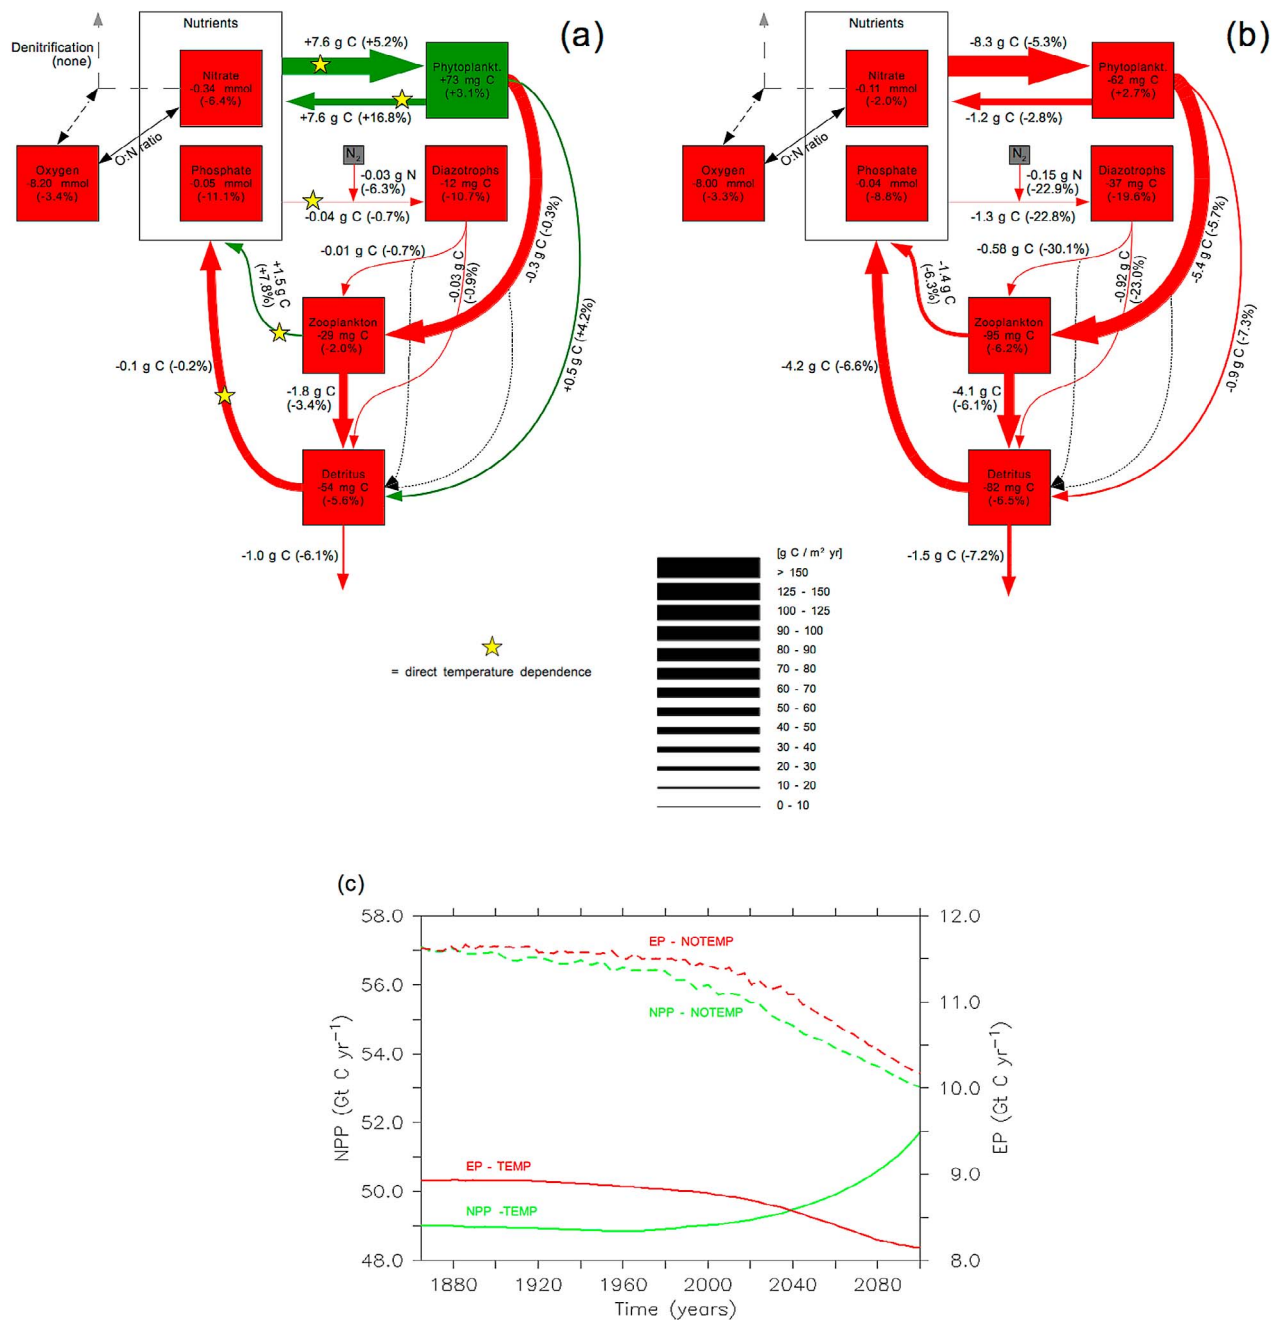 (a)
Nutrients
Denitrification
(none)
+7.6 g C (+5.2%)
Nitrate
-0.34 mmol
(-6.4%)
Phytoplankt.
+73 mg C
(+3.1%)
+7.6 g C (+16.8%)
O:N ratio
N2
Oxygen
-8.20 mmol
(-3.4%)
Phosphate
-0.05 mmol
(-11.1%)
-0.03 g N
(-6.3%)
Diazotrophs
-12 mg C
(-10.7%)
-0.04 g C (-0.7%)
-0.01 g C (-0.7%)
-0.03 g C
(-0.9%)
-0.3 g C (-0.3%)
+1.5 g C
(+7.8%)
Zooplankton
-29 mg C
(-2.0%)
+0.5 g C (+4.2%)
-0.1 g C (-0.2%)
-1.8 g C
(-3.4%)
Detritus
-54 mg C
(-5.6%)
-1.0 g C (-6.1%)
= direct temperature dependence
(b)
Nutrients
Denitrification
(none)
-8.3 g C (-5.3%)
Nitrate
-0.11 mmol
(-2.0%)
Phytoplankt.
-62 mg C
(+2.7%)
-1.2 g C (-2.8%)
O:N ratio
N2
Oxygen
-8.00 mmol
(-3.3%)
Phosphate
-0.04 mmol
(-8.8%)
-0.15 g N
(-22.9%)
Diazotrophs
-37 mg C
(-19.6%)
-1.3 g C (-22.8%)
-0.58 g C (-30.1%)
-0.92 g C
(-23.0%)
-5.4 g C (-5.7%)
-1.4 g C
(-6.3%)
Zooplankton
-95 mg C
(-6.2%)
-0.9 g C (-7.3%)
-4.2 g C (-6.6%)
-4.1 g C
(-6.1%)
Detritus
-82 mg C
(-6.5%)
-1.5 g C (-7.2%)
[g C / m² yr]
> 150
125 - 150
100 - 125
90 - 100
80 - 90
70 - 80
60 - 70
50 - 60
40 - 50
30 - 40
20 - 30
10 - 20
0 - 10
(c)
58.0
56.0
54.0
52.0
50.0
48.0
NPP (Gt C yr⁻¹)
12.0
11.0
10.0
9.0
8.0
EP (Gt C yr⁻¹)
EP - NOTEMP
NPP - NOTEMP
EP - TEMP
NPP -TEMP
1880 1920 1960 2000 2040 2080
Time (years)